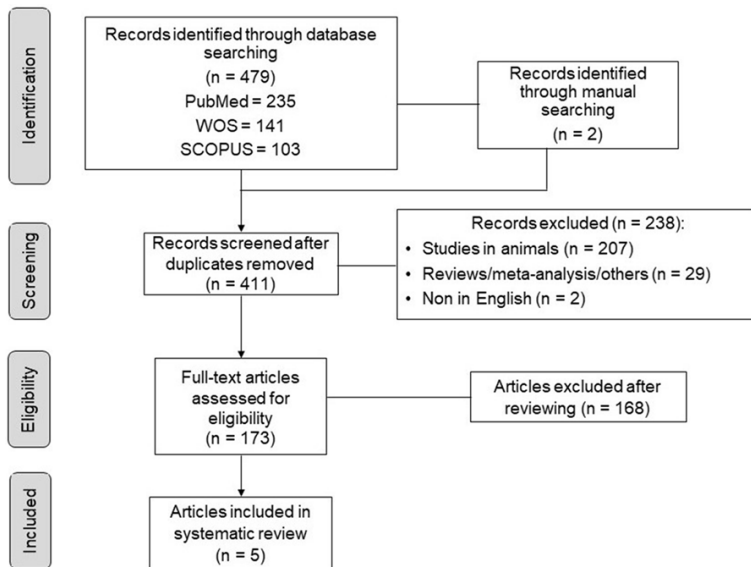 Identification
Records identified through database
searching
(n = 479)
PubMed = 235
WOS = 141
SCOPUS = 103
Records identified
through manual
searching
(n = 2)
Screening
Records screened after
duplicates removed
(n = 411)
Records excluded (n = 238):
• Studies in animals (n = 207)
• Reviews/meta-analysis/others (n = 29)
• Non in English (n = 2)
Eligibility
Full-text articles
assessed for
eligibility
(n = 173)
Articles excluded after
reviewing (n = 168)
Included
Articles included in
systematic review
(n = 5)